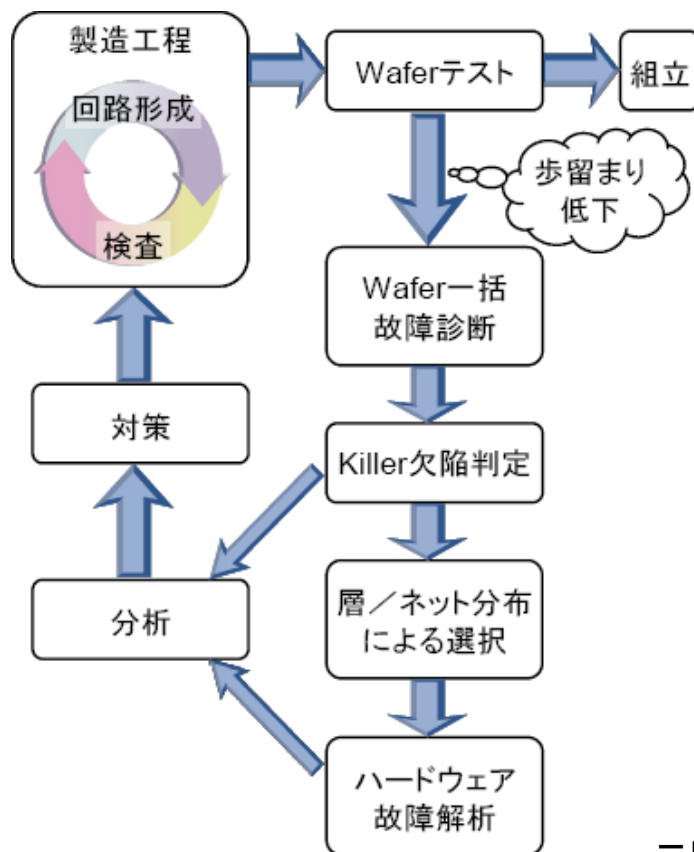 製造工程
回路形成
検査
Waferテスト
組立
歩留まり
低下
Wafer一括
故障診断
対策
Killer欠陥判定
分析
層／ネット分布
による選択
ハードウェア
故障解析